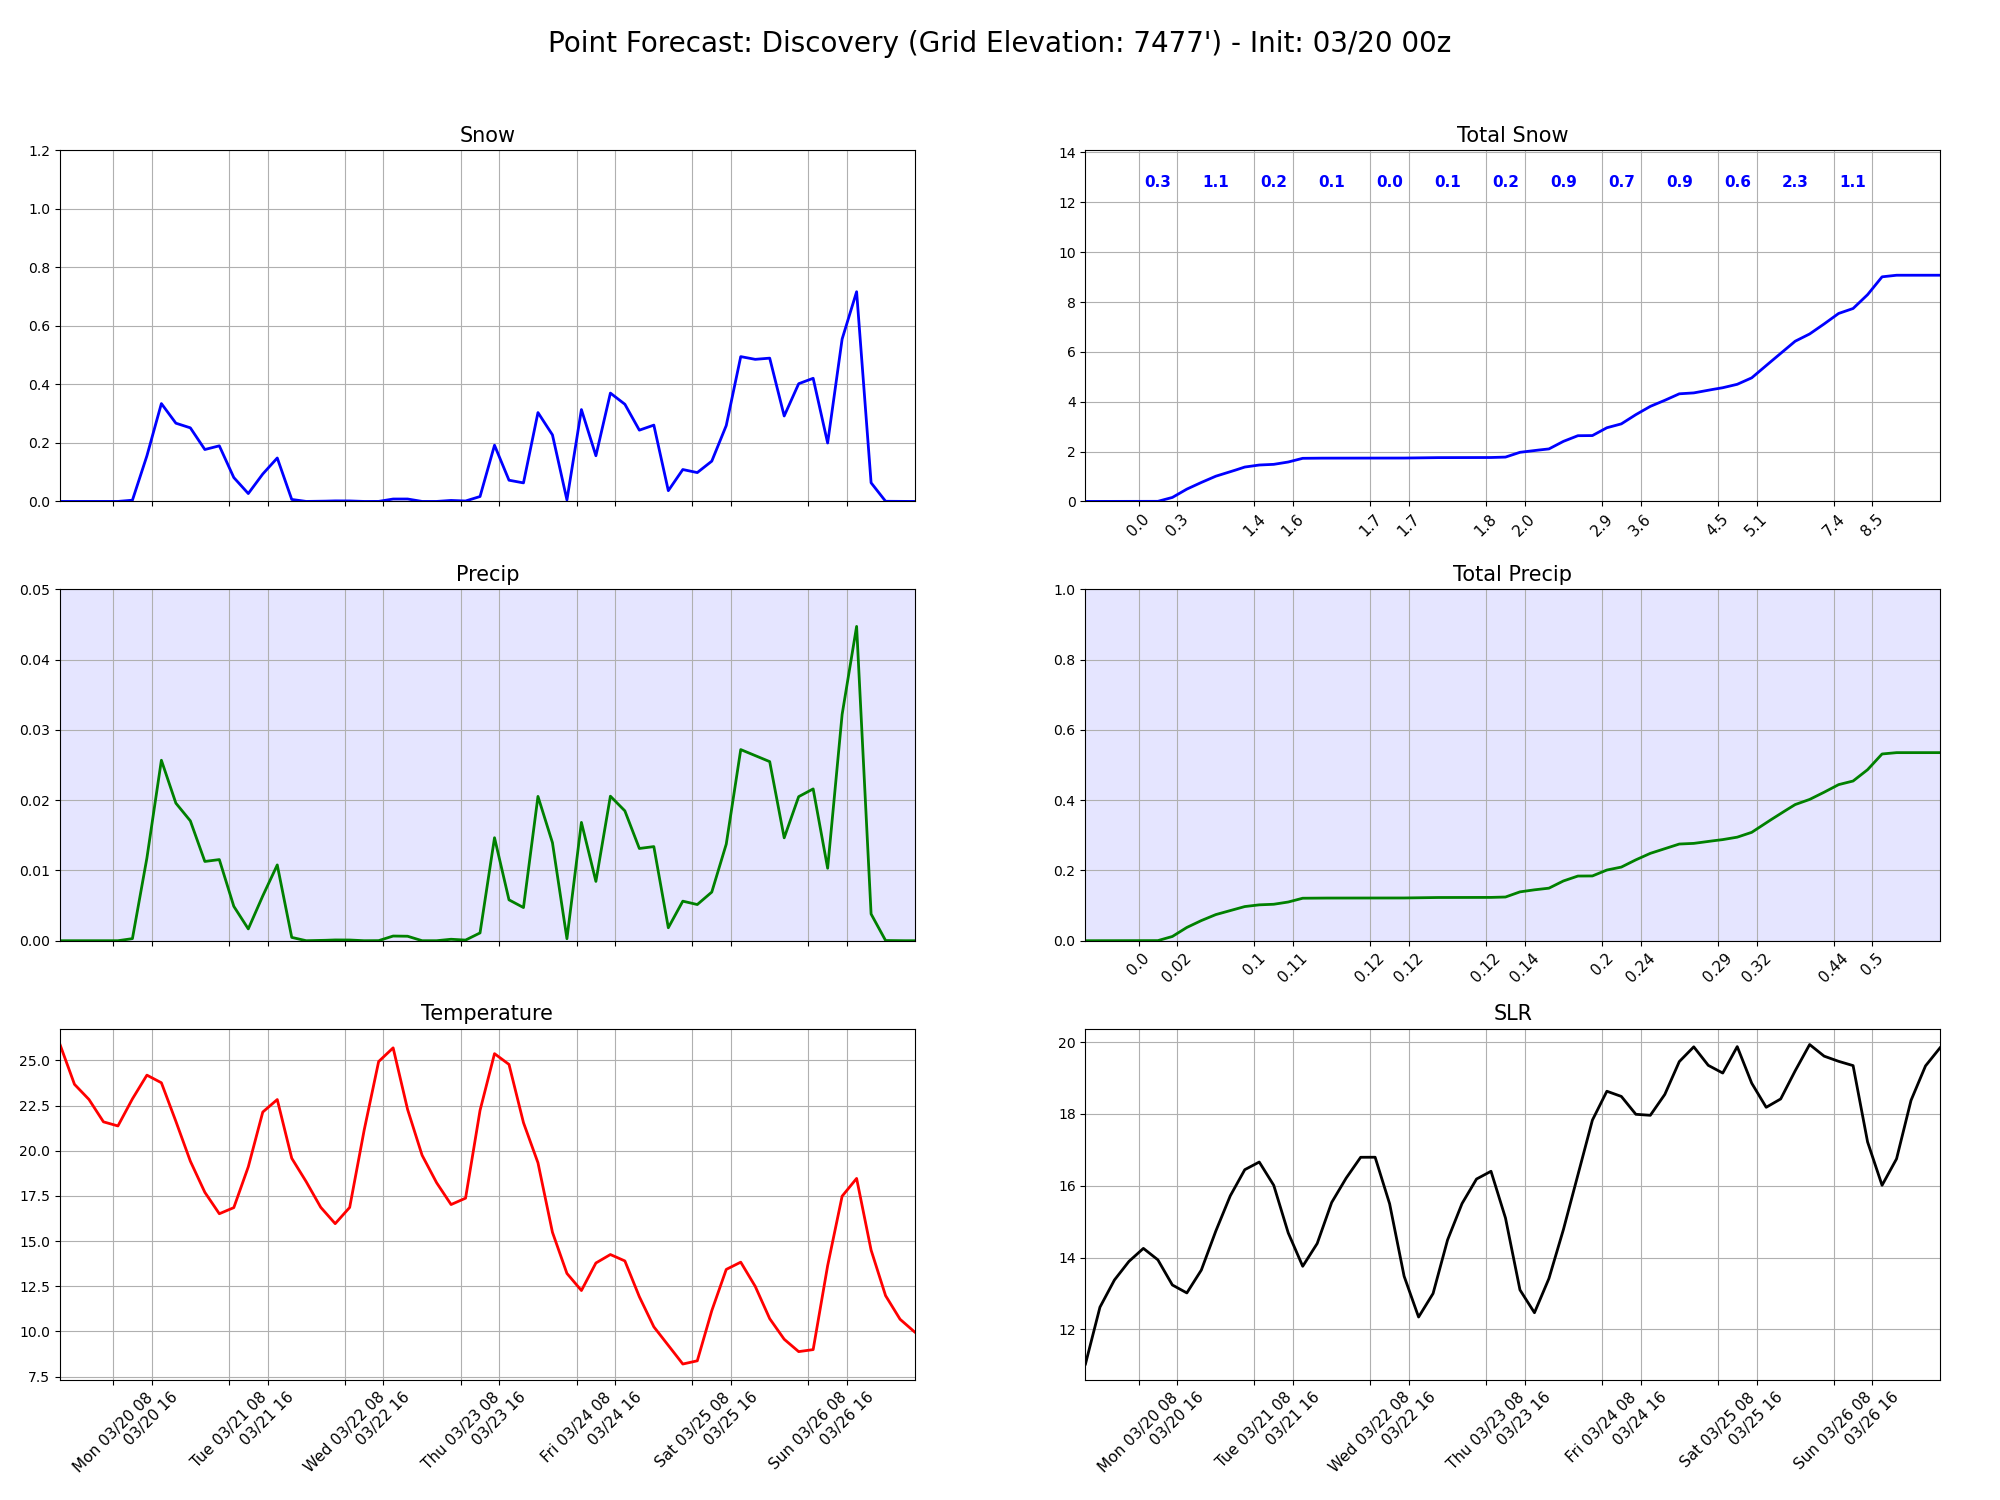 Point Forecast: Discovery (Grid Elevation: 7477') - Init: 03/20 00z
Snow
1.2
1.0
0.8
0.6
0.4
0.2
0.0
Total Snow
14
12
10
8
6
4
2
0
0.3 1.1 0.2 0.1 0.0 0.1 0.2 0.9 0.7 0.9 0.6 2.3 1.1
0.0 0.3 1.4 1.6 1.7 1.7 1.8 2.0 2.9 3.6 4.5 5.1 7.4 8.5
Precip
0.05
0.04
0.03
0.02
0.01
0.00
Total Precip
1.0
0.8
0.6
0.4
0.2
0.0
0.0 0.02 0.1 0.11 0.12 0.12 0.12 0.14 0.2 0.24 0.29 0.32 0.44 0.5
Temperature
25.0
22.5
20.0
17.5
15.0
12.5
10.0
7.5
Mon 03/20 08
03/20 16
Tue 03/21 08
03/21 16
Wed 03/22 08
03/22 16
Thu 03/23 08
03/23 16
Fri 03/24 08
03/24 16
Sat 03/25 08
03/25 16
Sun 03/26 08
03/26 16
SLR
20
18
16
14
12
Mon 03/20 08
03/20 16
Tue 03/21 08
03/21 16
Wed 03/22 08
03/22 16
Thu 03/23 08
03/23 16
Fri 03/24 08
03/24 16
Sat 03/25 08
03/25 16
Sun 03/26 08
03/26 16